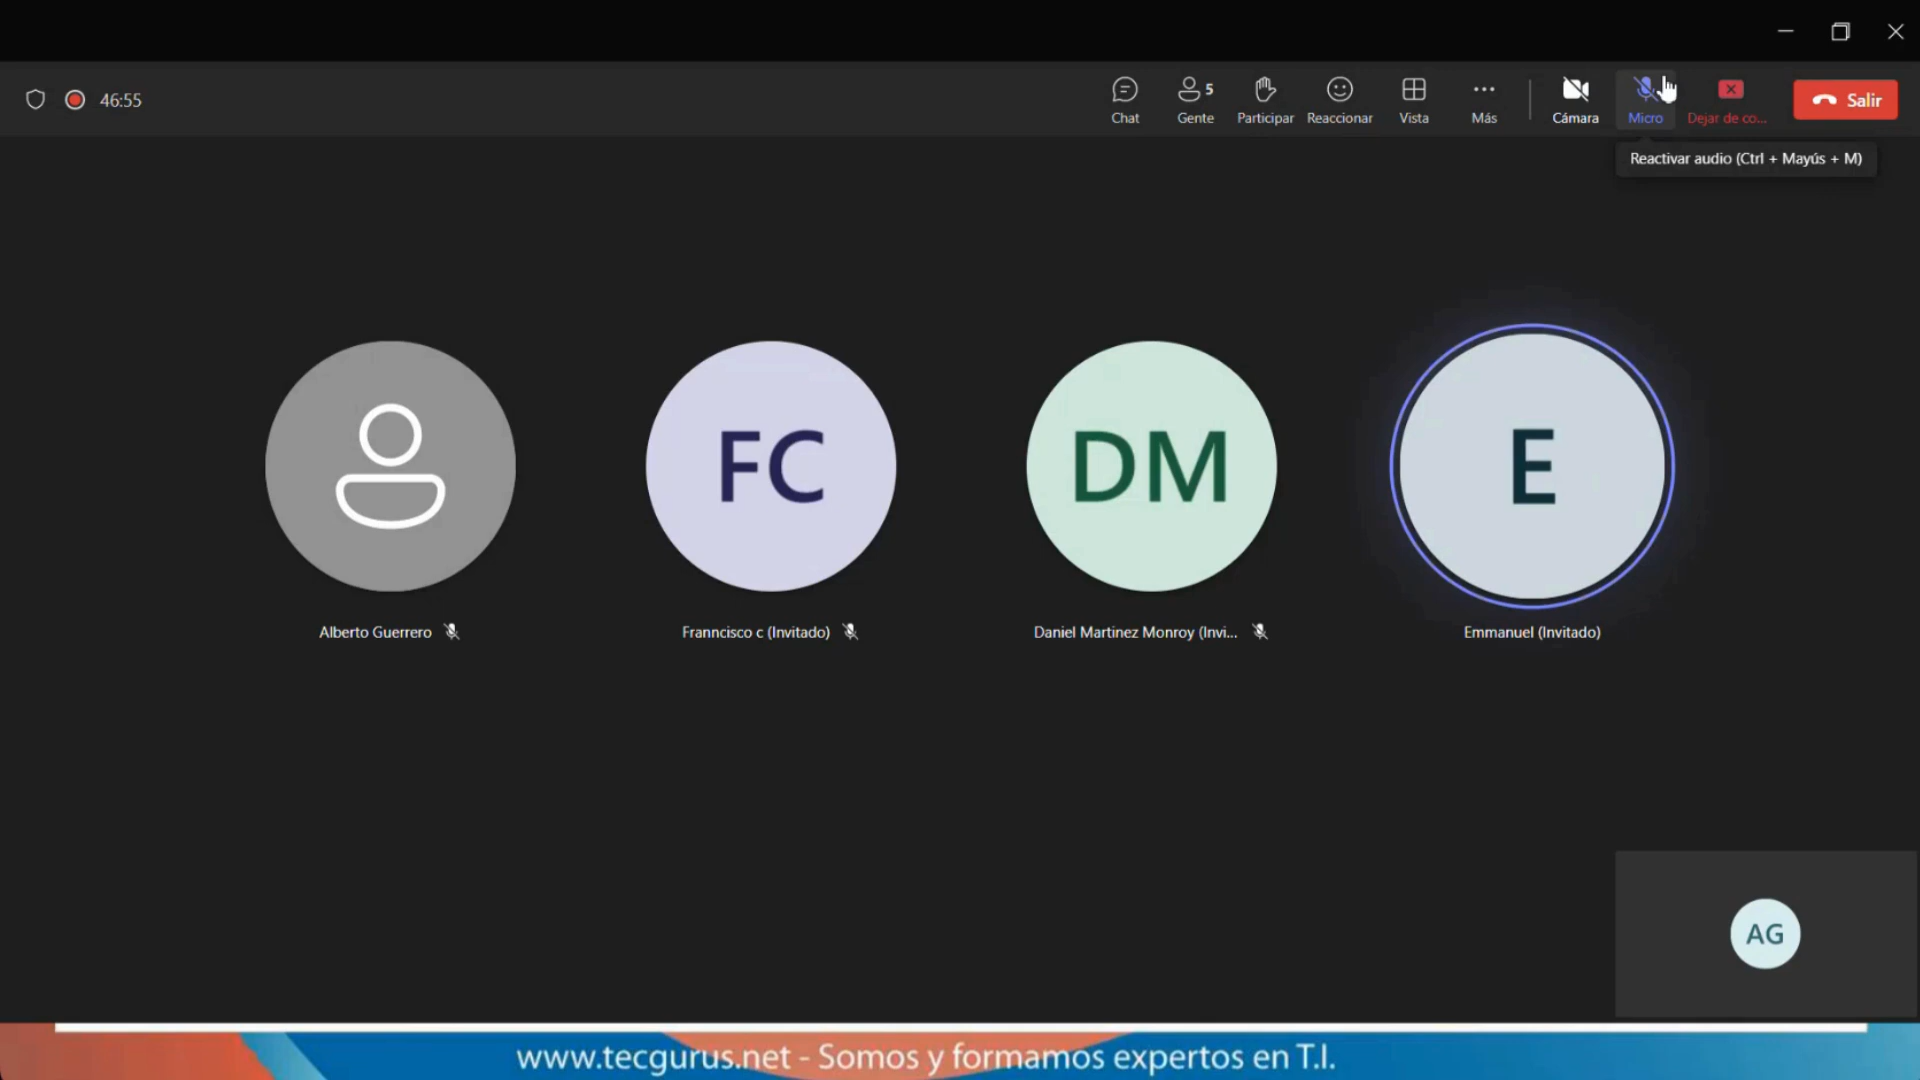 46:55
Chat
5
Gente
Participar
Reaccionar
Vista
Más
Cámara
Micro
Dejar de co...
Salir
Reactivar audio (Ctrl + Mayús + M)
FC
DM
E
Alberto Guerrero
Franncisco c (Invitado)
Daniel Martinez Monroy (Invi...
Emmanuel (Invitado)
AG
www.tecgurus.net - Somos y formamos expertos en T.I.